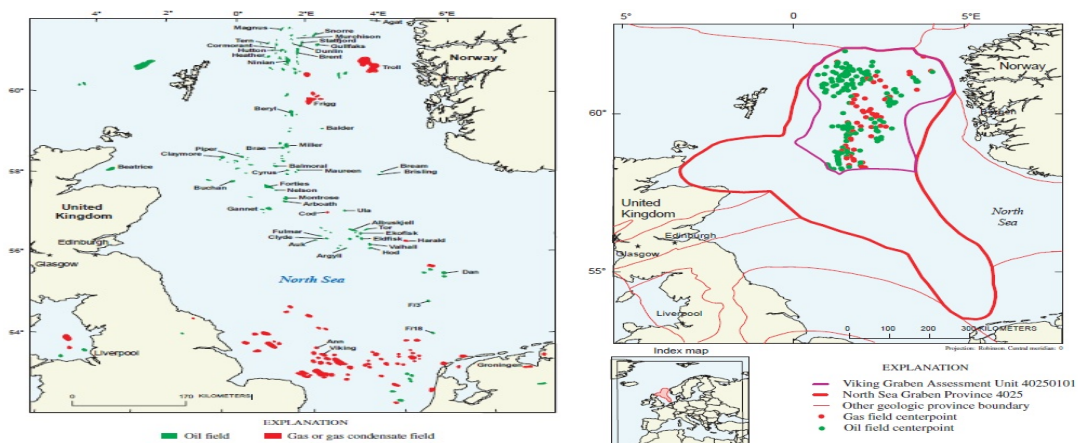 4°
2°E
6°E
Agat
Magnus
Snorre
Murchison
Tern
Statfjord
Cormorant
Gullfaks
Hutton
Dunlin
Heather
Brent
Ninian
Troll
Norway
60°
Frigg
Beryl
Balder
Piper
Brae
Miller
Claymore
Beatrice
Balmoral
Bream
Cyrus
Maureen
Brisling
Buchan
Forties
Nelson
58°
United
Kingdom
Montrose
Arboath
Gannet
Cod
Ula
Albuskjell
Tor
Fulmar
Ekofisk
Clyde
Eldfisk
Harald
Auk
Valhall
Argyll
Hod
Edinburgh
56°
Glasgow
North Sea
Dan
F/3
F/18
54°
Ann
Viking
Liverpool
Groningen
0
170
KILOMETERS
EXPLANATION
Oil field
Gas or gas condensate field
5°
0
5°E
Norway
60°
Bergen
United
Kingdom
North
Sea
Edinburgh
Glasgow
55°
Liverpool
0
100
200
300 KILOMETERS
Projection: Robinson. Central meridian: 0
Index map
EXPLANATION
Viking Graben Assessment Unit 40250101
North Sea Graben Province 4025
Other geologic province boundary
Gas field centerpoint
Oil field centerpoint